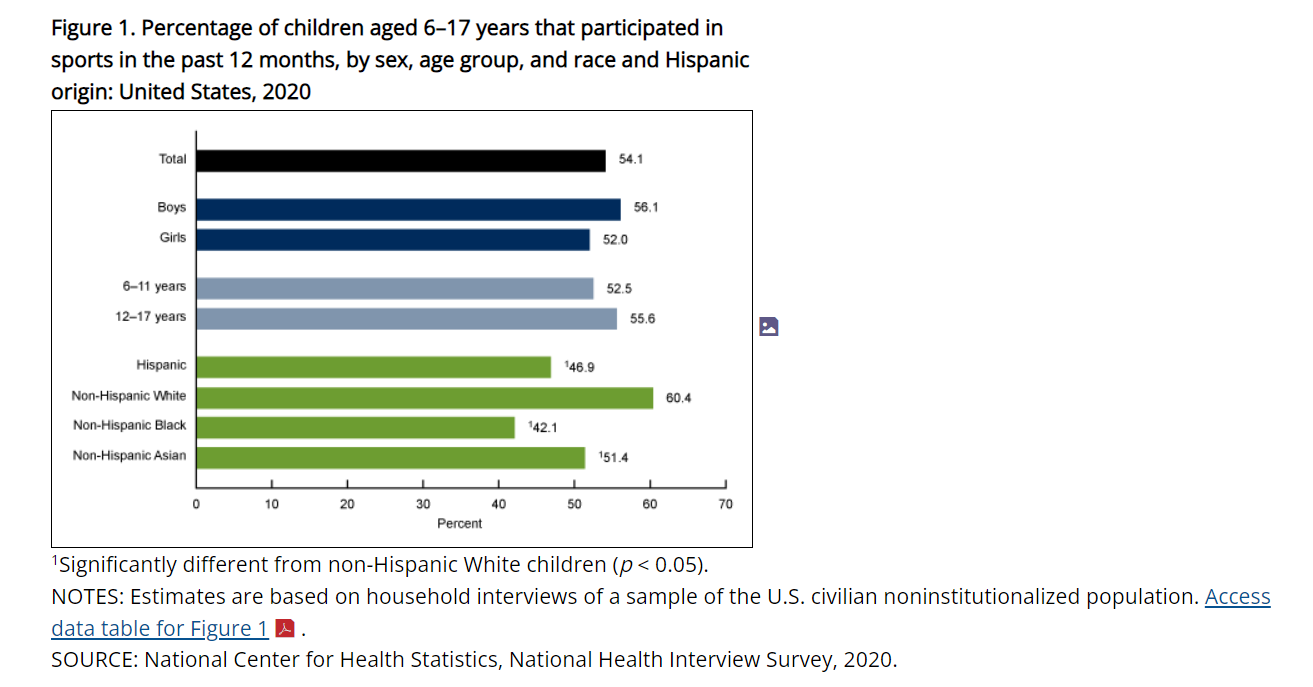 Figure 1. Percentage of children aged 6–17 years that participated in
sports in the past 12 months, by sex, age group, and race and Hispanic
origin: United States, 2020
Total 54.1
Boys 56.1
Girls 52.0
6–11 years 52.5
12–17 years 55.6
Hispanic ¹46.9
Non-Hispanic White 60.4
Non-Hispanic Black ¹42.1
Non-Hispanic Asian ¹51.4
0 10 20 30 40 50 60 70
Percent
¹Significantly different from non-Hispanic White children (p < 0.05).
NOTES: Estimates are based on household interviews of a sample of the U.S. civilian noninstitutionalized population. Access
data table for Figure 1 .
SOURCE: National Center for Health Statistics, National Health Interview Survey, 2020.